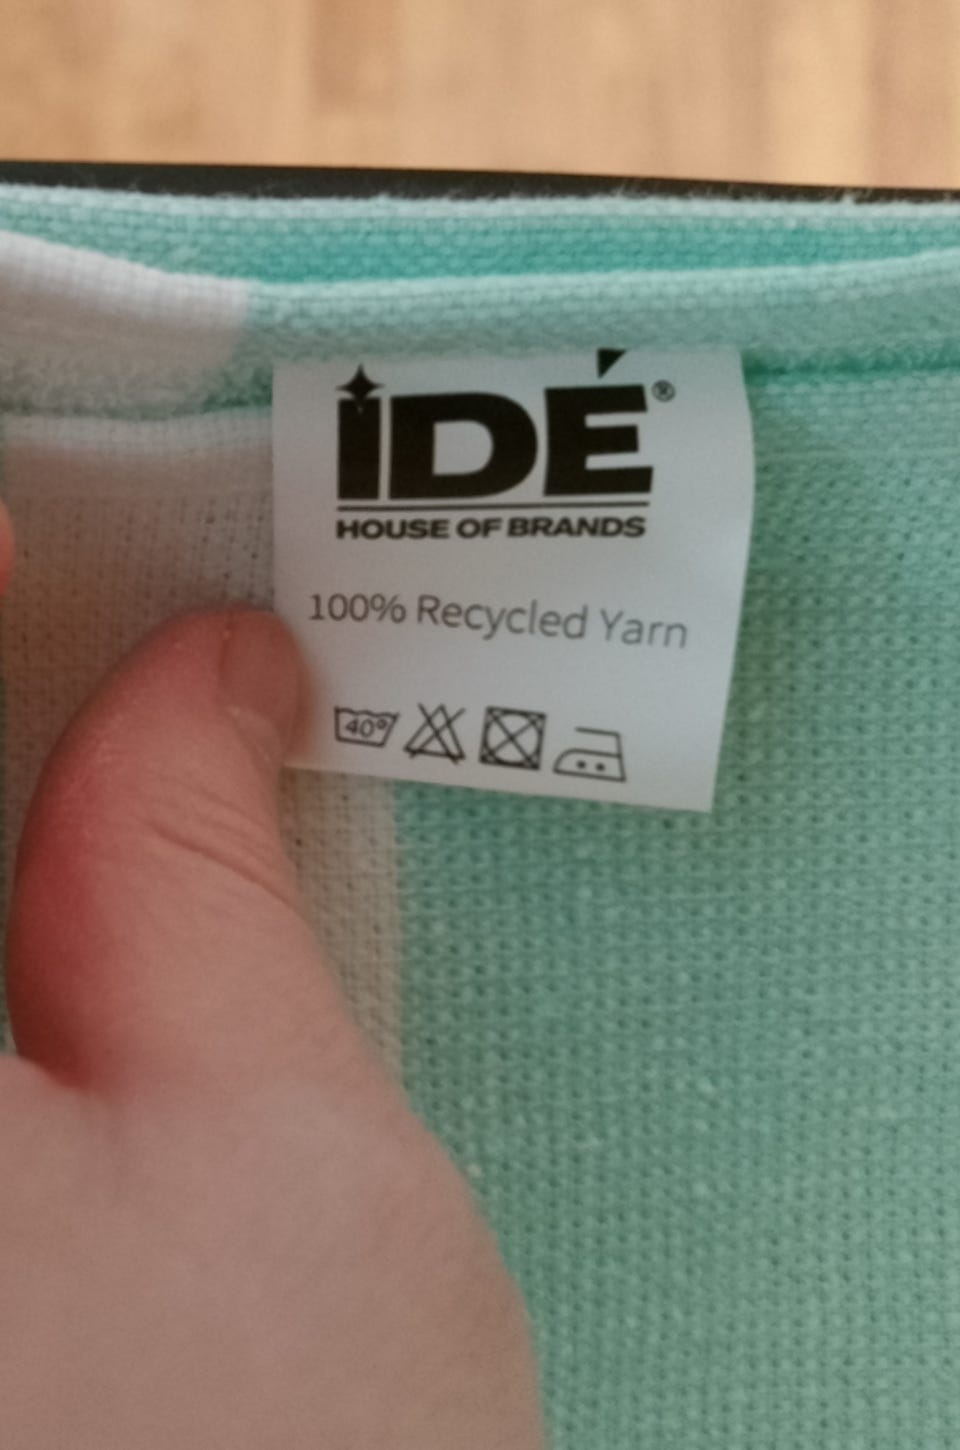 iDÉ®
HOUSE OF BRANDS
100% Recycled Yarn
40°